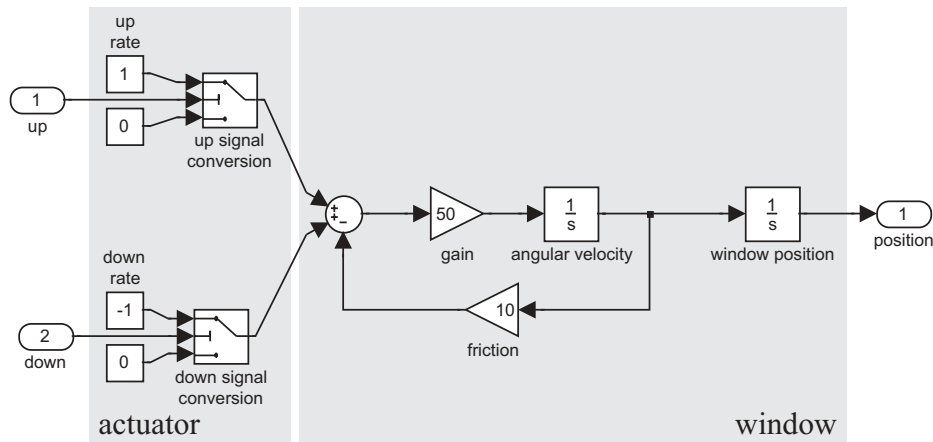 up
rate
1
1
up
0
up signal
conversion
+
+
−
50
gain
1
s
angular velocity
1
s
window position
1
position
10
friction
down
rate
-1
2
down
0
down signal
conversion
actuator
window